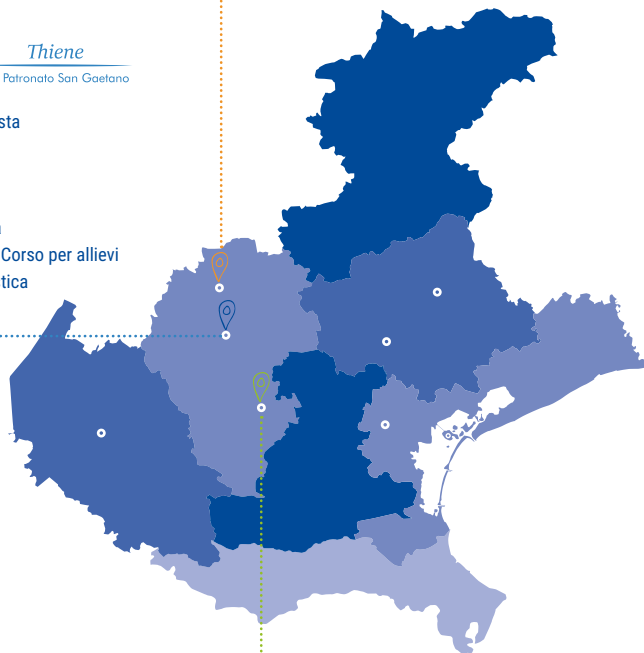 Thiene
Patronato San Gaetano
sta
a
Corso per allievi
tica